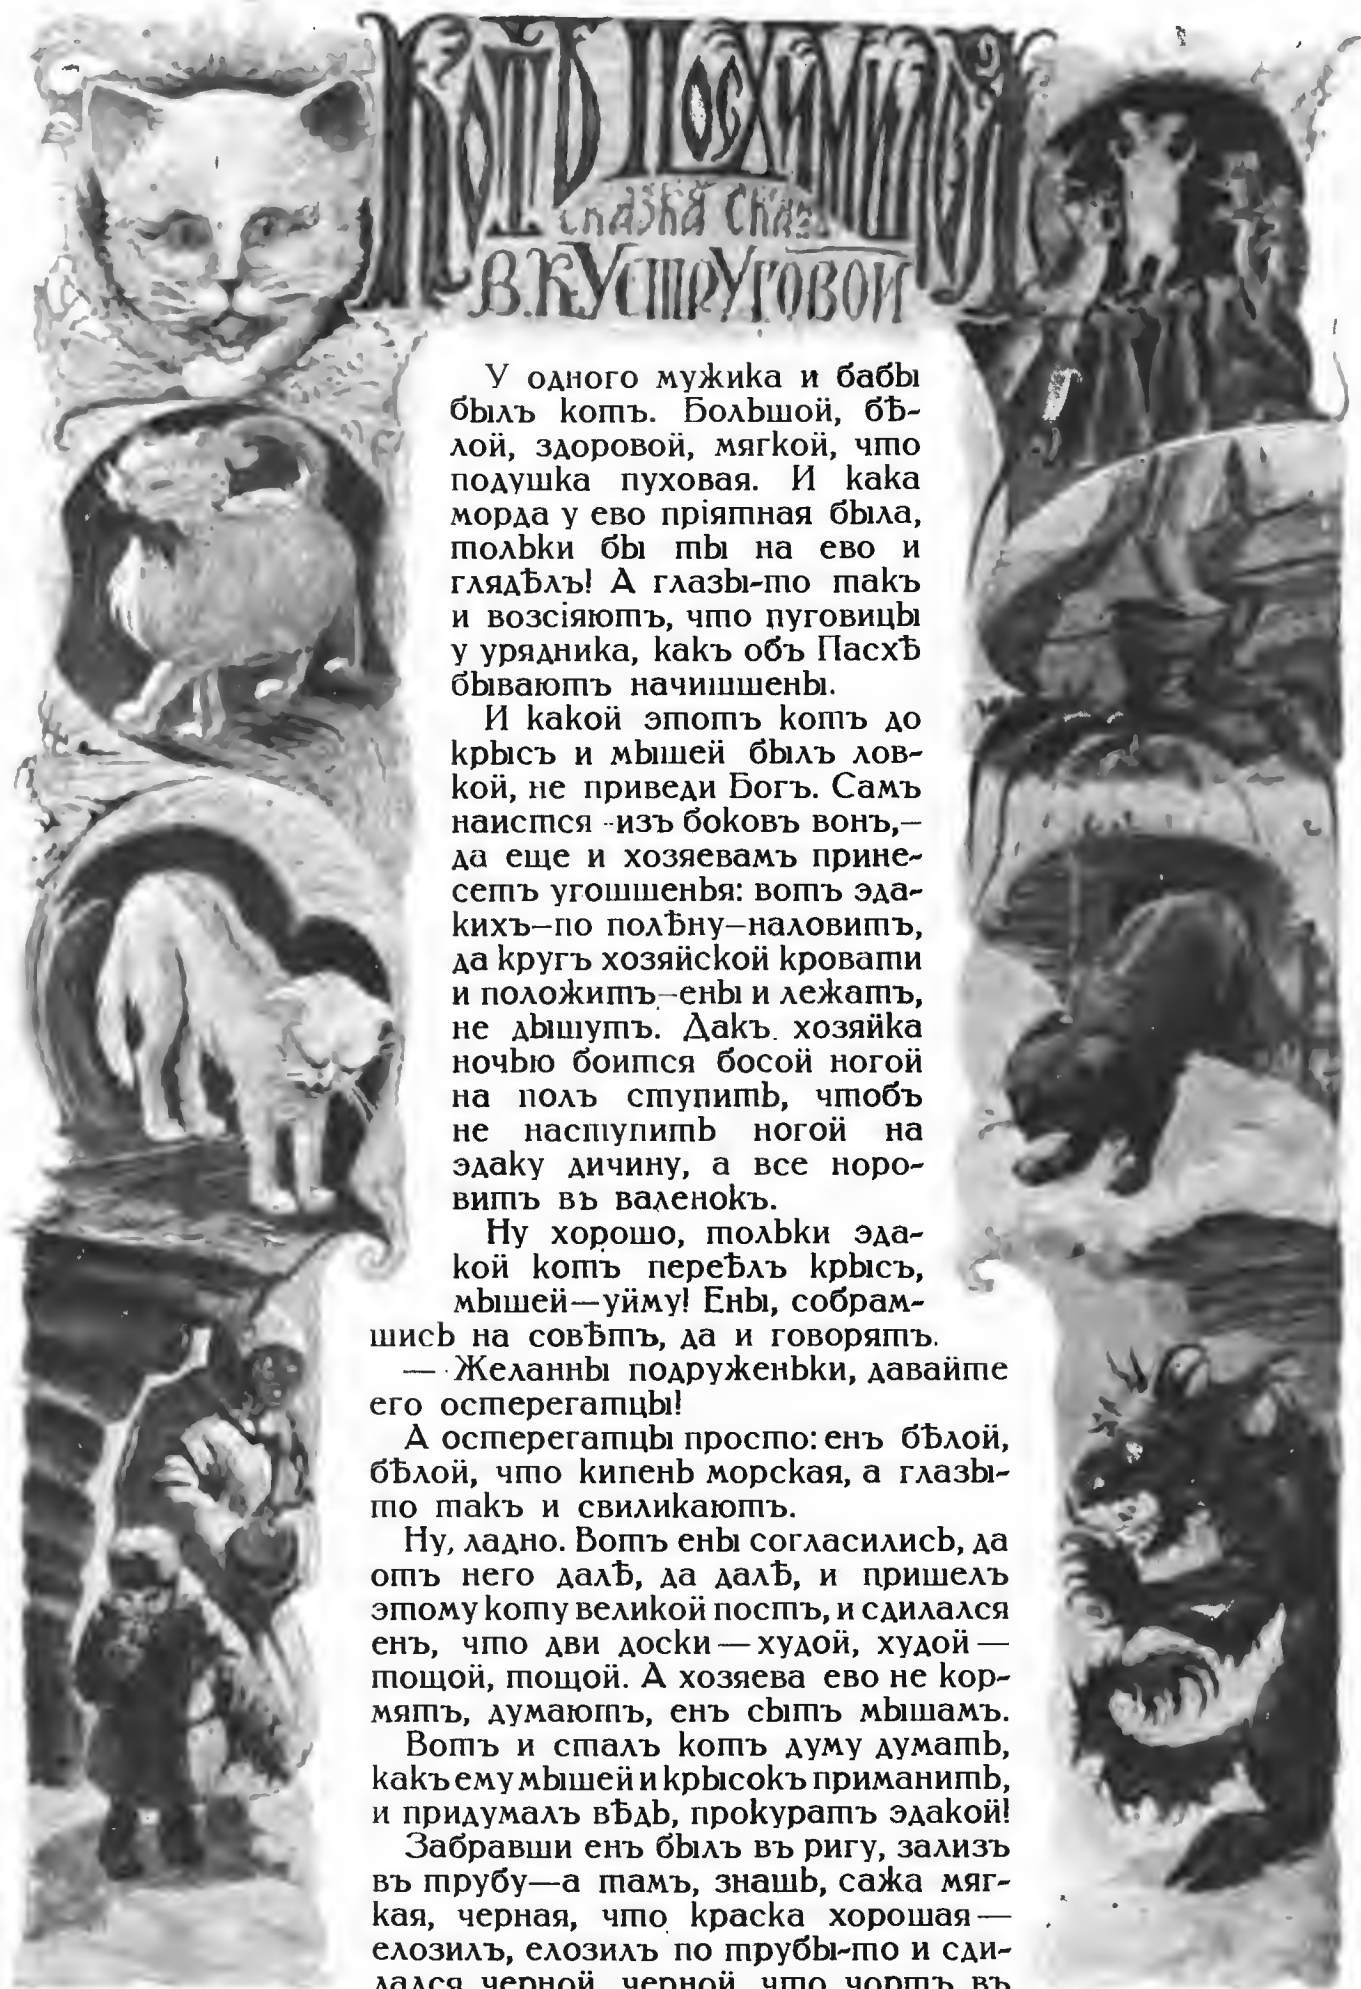 Котъ Посхимился
сказка сказ.
В. Куструговой
У одного мужика и бабы
былъ котъ. Большой, бѣ-
лой, здоровой, мягкой, что
подушка пуховая. И кака
морда у ево пріятная была,
тольки бы ты на ево и
глядѣлъ! А глазы-то такъ
и возсіяютъ, что пуговицы
у урядника, какъ объ Пасхѣ
бываютъ начишшены.
И какой этотъ котъ до
крысъ и мышей былъ лов-
кой, не приведи Богъ. Самъ
наистся -изъ боковъ вонъ,—
да еще и хозяевамъ прине-
сетъ угошшенья: вотъ эда-
кихъ—по полѣну—наловитъ,
да кругъ хозяйской кровати
и положитъ—ены и лежатъ,
не дышутъ. Дакъ хозяйка
ночью боится босой ногой
на полъ ступить, чтобъ
не наступить ногой на
эдаку дичину, а все норо-
витъ въ валенокъ.
Ну хорошо, тольки эда-
кой котъ переѣлъ крысъ,
мышей—уйму! Ены, собрам-
шись на совѣтъ, да и говорятъ.
— Желанны подруженьки, давайте
его остерегатцы!
А остерегатцы просто: енъ бѣлой,
бѣлой, что кипень морская, а глазы-
то такъ и свиликаютъ.
Ну, ладно. Вотъ ены согласились, да
отъ него далѣ, да далѣ, и пришелъ
этому коту великой постъ, и сдилался
енъ, что дви доски — худой, худой —
тощой, тощой. А хозяева ево не кор-
мятъ, думаютъ, енъ сытъ мышамъ.
Вотъ и сталъ котъ думу думать,
какъ ему мышей и крысокъ приманить,
и придумалъ вѣдь, прокуратъ эдакой!
Забравши енъ былъ въ ригу, зализъ
въ трубу—а тамъ, знашь, сажа мяг-
кая, черная, что краска хорошая —
елозилъ, елозилъ по трубы-то и сди-
лался черной, черной, что чортъ въ